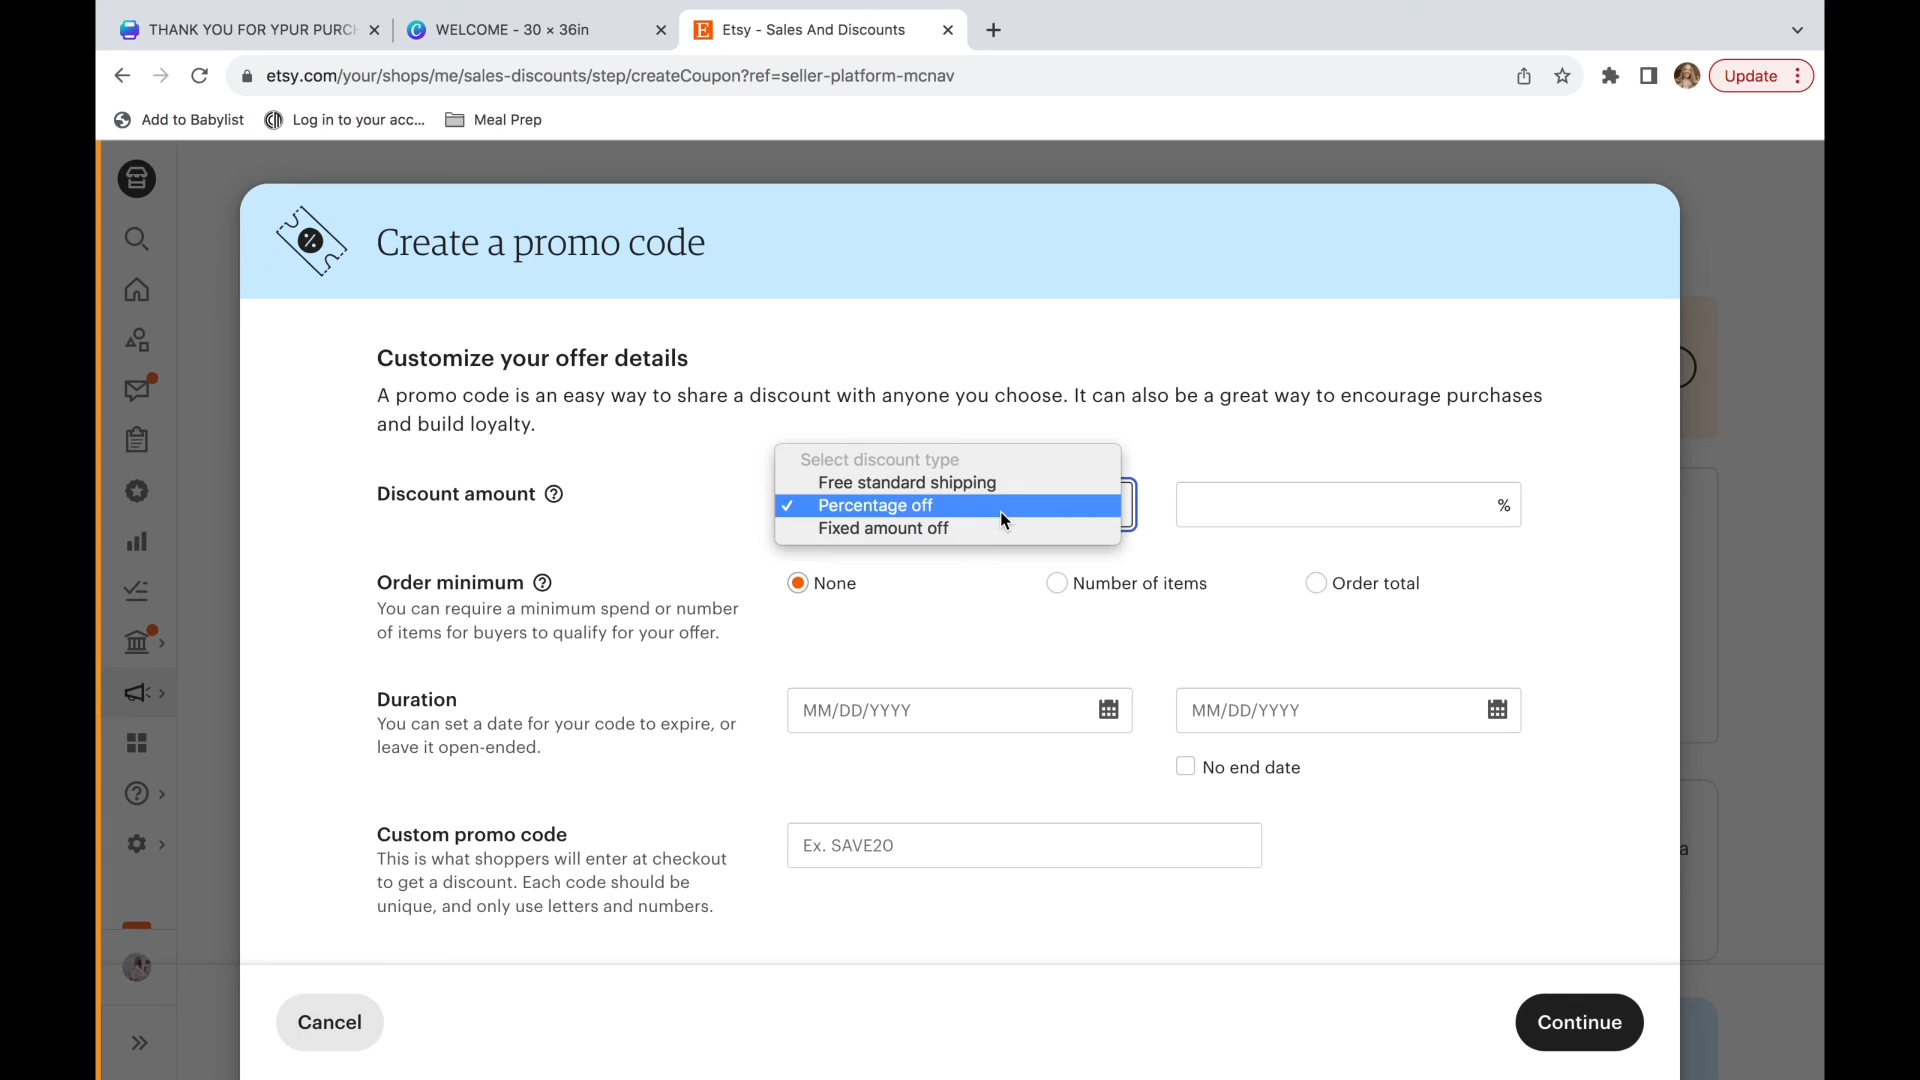 THANK YOU FOR YPUR PURCH
WELCOME - 30 × 36in
Etsy - Sales And Discounts
etsy.com/your/shops/me/sales-discounts/step/createCoupon?ref=seller-platform-mcnav
Update
Add to Babylist
Log in to your acc...
Meal Prep
Create a promo code
Customize your offer details
A promo code is an easy way to share a discount with anyone you choose. It can also be a great way to encourage purchases
and build loyalty.
Discount amount
Select discount type
Free standard shipping
Percentage off
Fixed amount off
%
Order minimum
You can require a minimum spend or number
of items for buyers to qualify for your offer.
None
Number of items
Order total
Duration
You can set a date for your code to expire, or
leave it open-ended.
MM/DD/YYYY
MM/DD/YYYY
No end date
Custom promo code
This is what shoppers will enter at checkout
to get a discount. Each code should be
unique, and only use letters and numbers.
Ex. SAVE20
a
Cancel
Continue